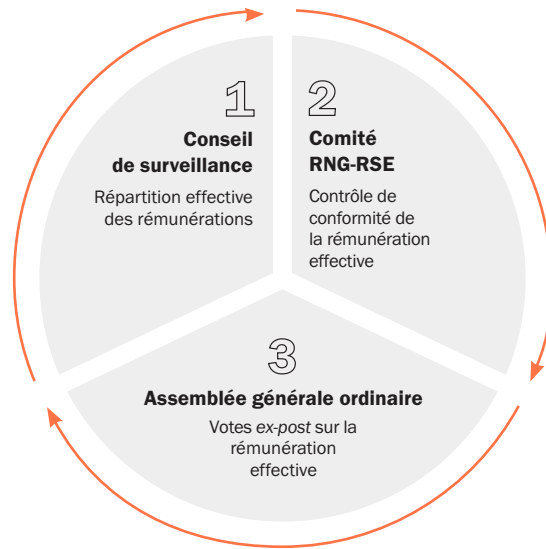 1
Conseil
de surveillance
Répartition effective
des rémunérations
2
Comité
RNG-RSE
Contrôle de
conformité de
la rémunération
effective
3
Assemblée générale ordinaire
Votes ex-post sur la
rémunération
effective